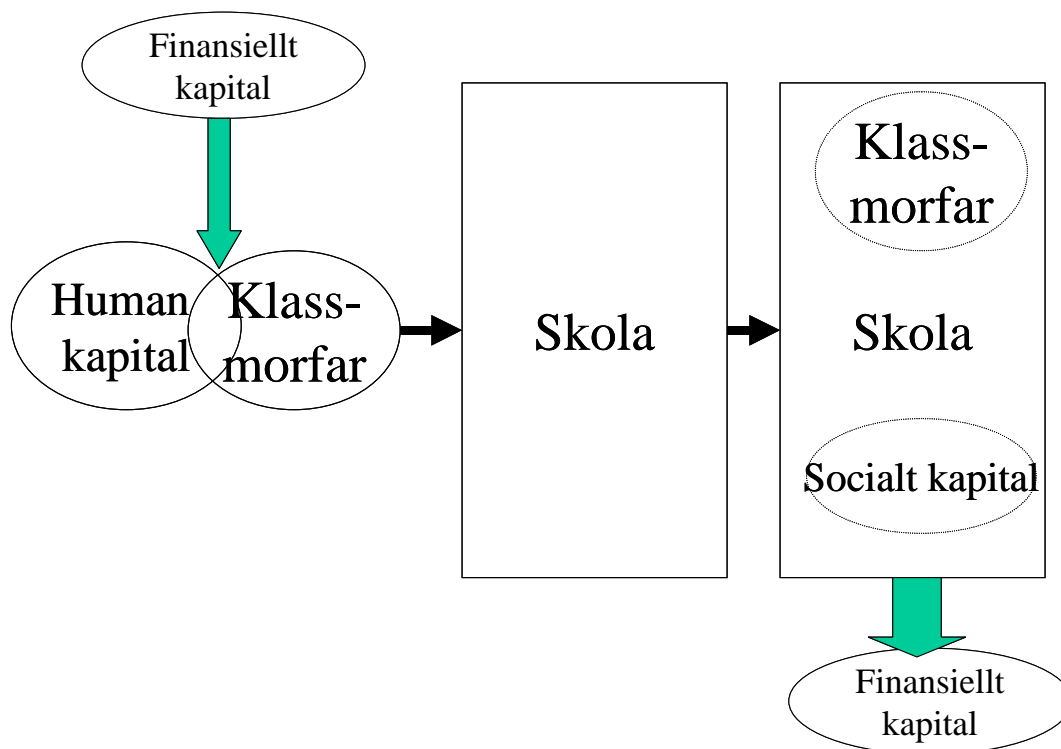 Finansiellt
kapital
Human
kapital
Klass-
morfar
Skola
Klass-
morfar
Skola
Socialt kapital
Finansiellt
kapital